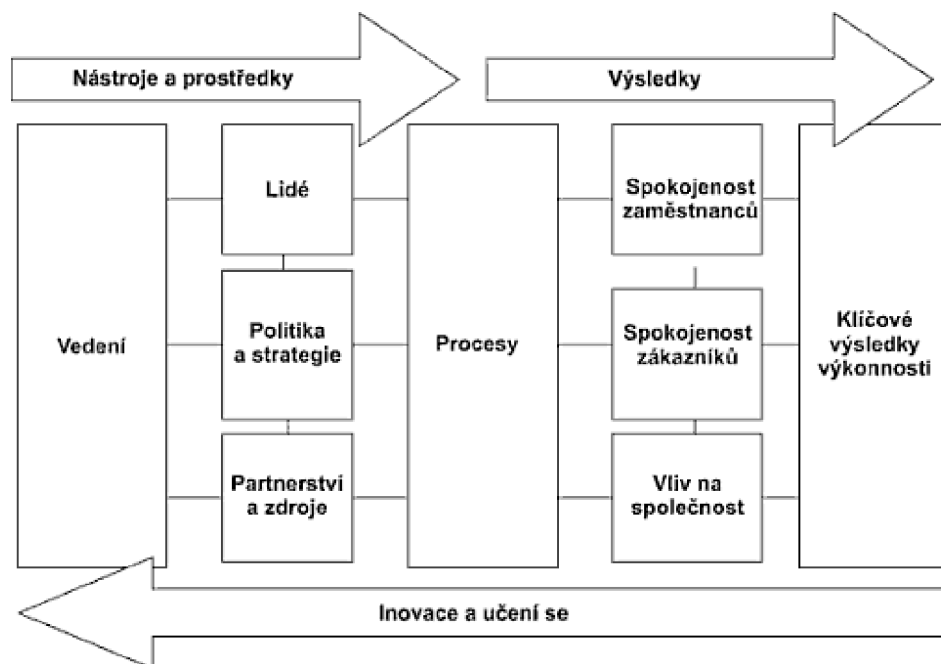 Nástroje a prostředky
Výsledky
Vedení
Lidé
Politika
a strategie
Partnerství
a zdroje
Procesy
Spokojenost
zaměstnanců
Spokojenost
zákazníků
Vliv na
společnost
Klíčové
výsledky
výkonnosti
Inovace a učení se